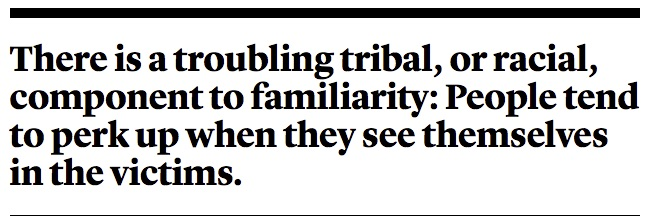 There is a troubling tribal, or racial,
component to familiarity: People tend
to perk up when they see themselves
in the victims.